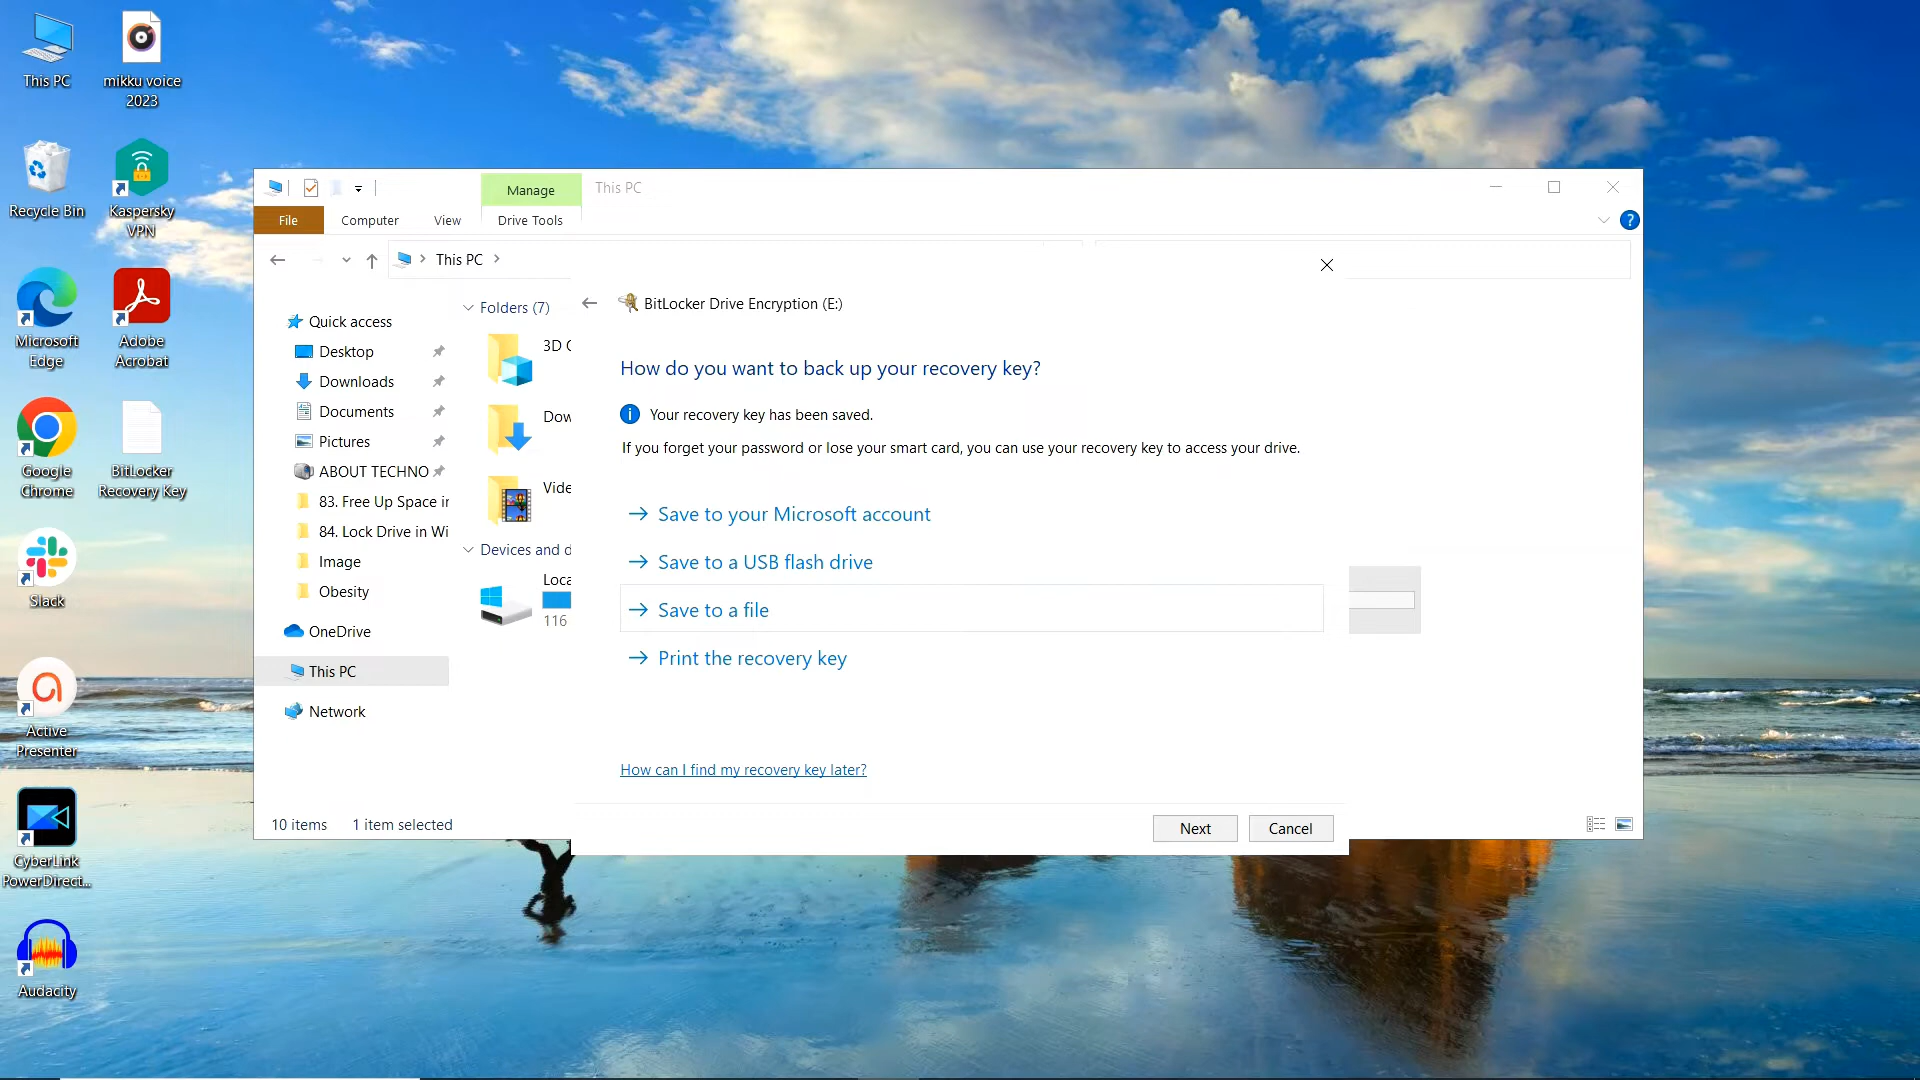 This PC
mikku voice
2023
Recycle Bin
Kaspersky
VPN
Microsoft
Edge
Adobe
Acrobat
Google
Chrome
BitLocker
Recovery Key
Slack
Active
Presenter
CyberLink
PowerDirect...
Audacity
Manage
This PC
File
Computer
View
Drive Tools
?
This PC
Quick access
Desktop
Downloads
Documents
Pictures
ABOUT TECHNO
83. Free Up Space ir
84. Lock Drive in Wi
Image
Obesity
OneDrive
This PC
Network
Folders (7)
3D
Dow
Vide
Devices and d
Loca
116
10 items
1 item selected
BitLocker Drive Encryption (E:)
How do you want to back up your recovery key?
Your recovery key has been saved.
If you forget your password or lose your smart card, you can use your recovery key to access your drive.
Save to your Microsoft account
Save to a USB flash drive
Save to a file
Print the recovery key
How can I find my recovery key later?
Next
Cancel